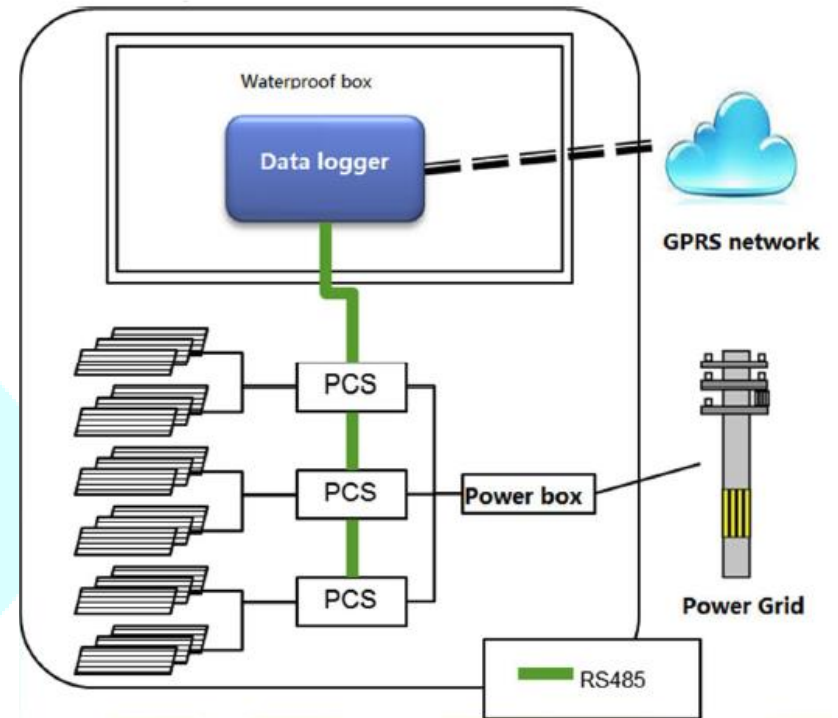 Waterproof box
Data logger
GPRS network
PCS
PCS
Power box
PCS
Power Grid
RS485